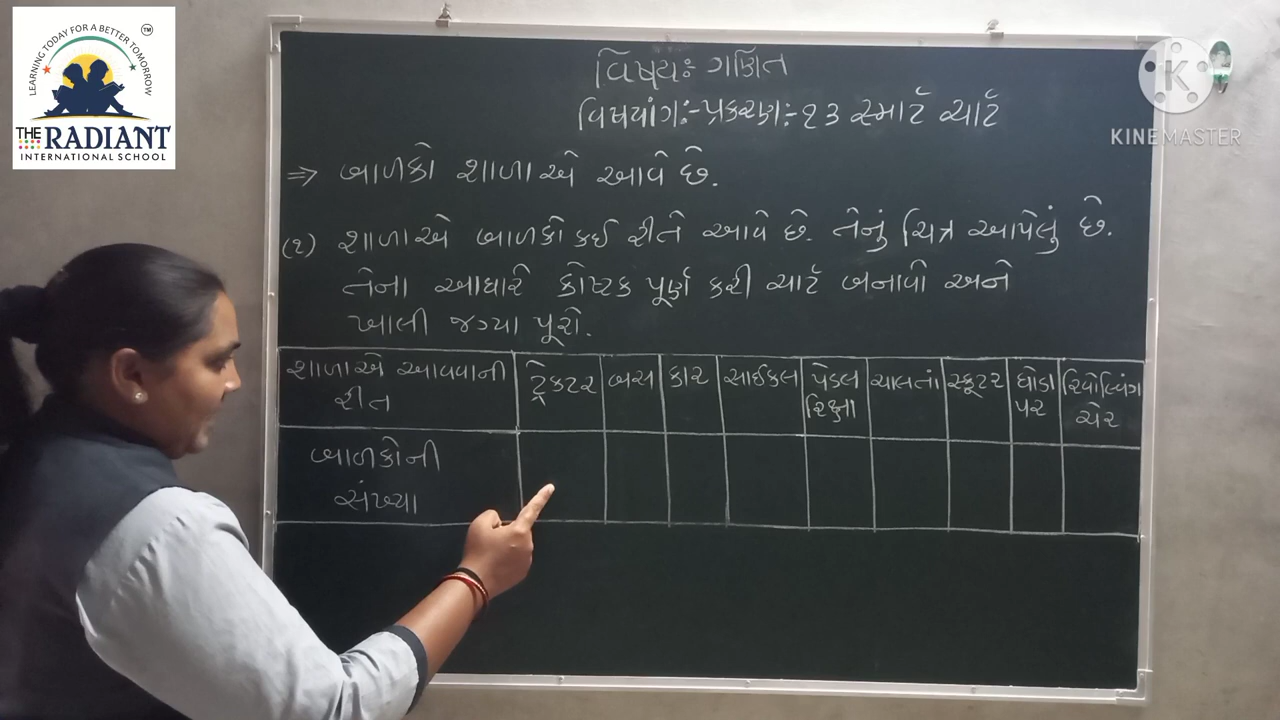 LEARNING TODAY FOR A BETTER TOMORROW
TM
THE RADIANT
INTERNATIONAL SCHOOL
K
KINEMASTER
વિષયઃ ગણિત
વિષયાંગઃ-પ્રકરણઃ-૧૩ સ્માર્ટ ચાર્ટ
⇒ બાળકો શાળાએ આવે છે.
(૧) શાળાએ બાળકો કઈ રીતે આવે છે. તેનું ચિત્ર આપેલું છે.
તેના આધારે કોષ્ટક પૂર્ણ કરી ચાર્ટ બનાવો અને
ખાલી જગ્યા પૂરો.
શાળાએ આવવાની રીત
ટ્રેક્ટર
બસ
કાર
સાઈકલ
પેડલ રિક્ષા
ચાલતાં
સ્કૂટર
ઘોડા પર
રિવોલ્વિંગ ચેર
બાળકોની સંખ્યા